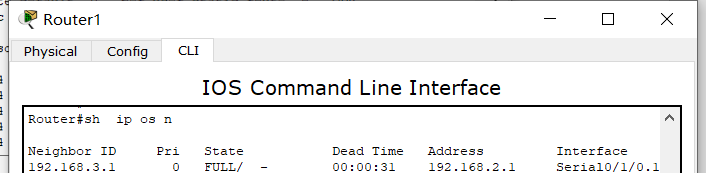 Router1
Physical Config CLI
IOS Command Line Interface
Router#sh  ip os n
Neighbor ID     Pri   State           Dead Time   Address         Interface
192.168.3.1       0   FULL/  -        00:00:31    192.168.2.1     Serial0/1/0.1